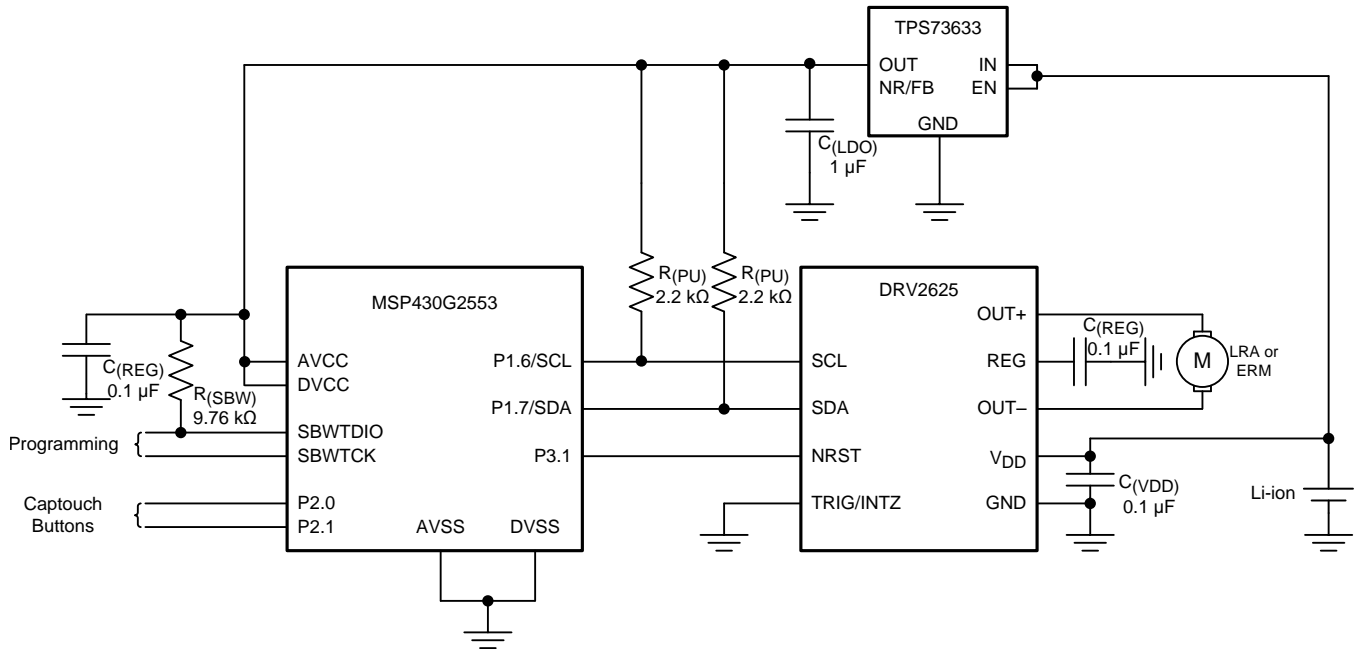 TPS73633
OUT
IN
NR/FB
EN
GND
C(LDO)
1 µF
R(PU)
2.2 kΩ
R(PU)
2.2 kΩ
MSP430G2553
AVCC
DVCC
SBWTDIO
SBWTCK
P2.0
P2.1
P1.6/SCL
P1.7/SDA
P3.1
AVSS
DVSS
C(REG)
0.1 µF
R(SBW)
9.76 kΩ
Programming
Captouch
Buttons
DRV2625
SCL
SDA
NRST
TRIG/INTZ
OUT+
REG
OUT–
VDD
GND
C(REG)
0.1 µF
M
LRA or
ERM
C(VDD)
0.1 µF
Li-ion